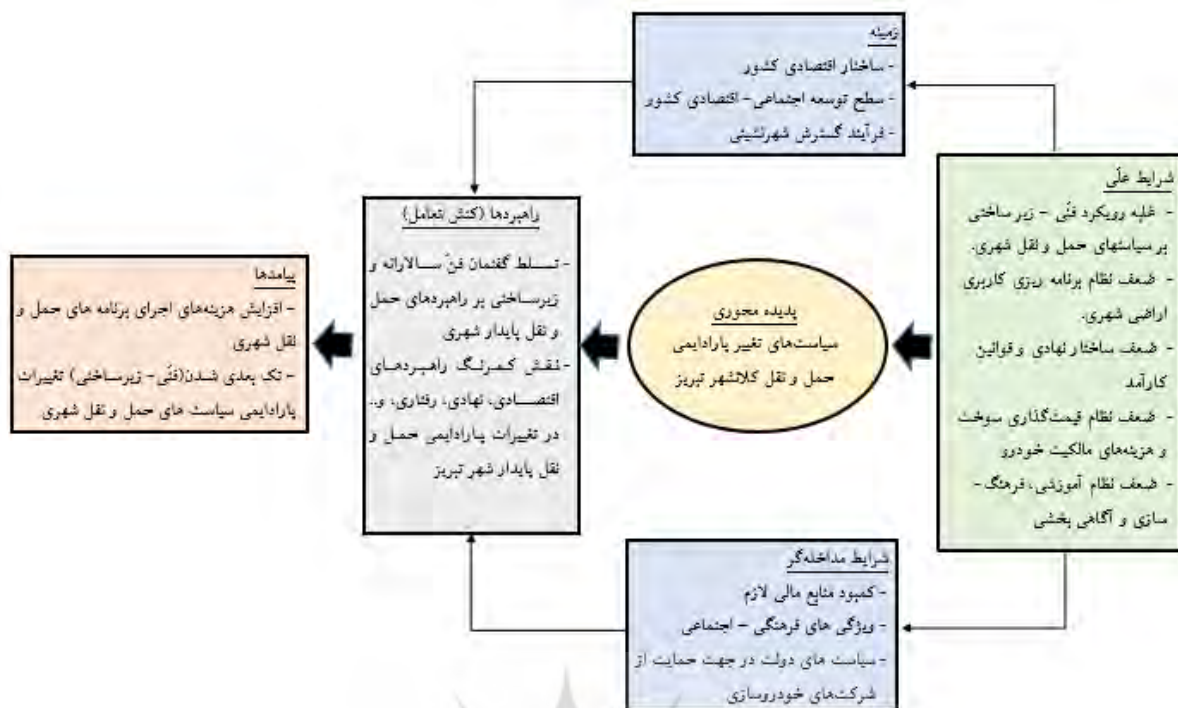 زمینه
- ساختار اقتصادی کشور
- سطح توسعه اجتماعی- اقتصادی کشور
- فرآیند گسترش شهرنشینی
شرایط علّی
- غلبه رویکرد فنّی - زیر ساختی
بر سیاستهای حمل و نقل شهری.
- ضعف نظام برنامه ریزی کاربری
اراضی شهری.
- ضعف ساختار نهادی و قوانین
کارآمد
- ضعف نظام قیمت‌گذاری سوخت
و هزینه‌های مالکیت خودرو
- ضعف نظام آموزشی، فرهنگ-
سازی و آگاهی بخشی
پدیده محوری
سیاست‌های تغییر پارادایمی
حمل و نقل کلانشهر تبریز
راهبردها (کنش /تعامل)
- تسلط گفتمان فنّ سالارانه و
زیرساختی بر راهبردهای حمل
و نقل پایدار شهری
- نقش کمرنگ راهبردهای
اقتصادی، نهادی، رفتاری، و..
در تغییرات پارادایمی حمل و
نقل پایدار شهر تبریز
پیامدها
- افزایش هزینه‌های اجرای برنامه های حمل و
نقل شهری
- تک بعدی شدن(فنّی- زیرساختی) تغییرات
پارادایمی سیاست های حمل و نقل شهری
شرایط مداخله‌گر
- کمبود منابع مالی لازم
- ویژگی های فرهنگی - اجتماعی
- سیاست های دولت در جهت حمایت از
شرکت‌های خودروسازی